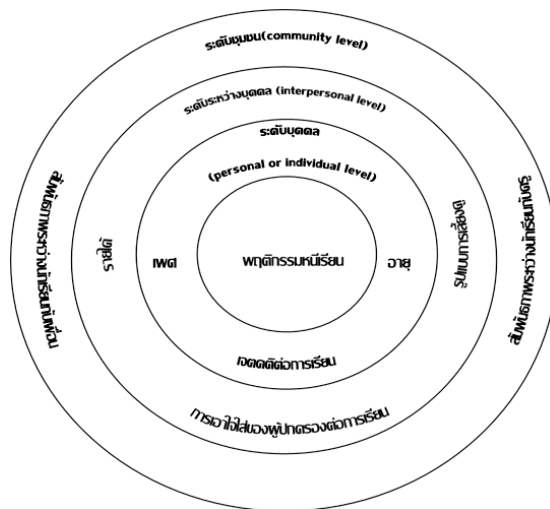 ระดับชุมชน(community level)
ระดับระหว่างบุคคล (interpersonal level)
ระดับบุคคล
(personal or individual level)
สัมพันธภาพระหว่างนักเรียนกับเพื่อน
รายได้
เพศ
พฤติกรรมหนีเรียน
อายุ
รูปแบบการเลี้ยงดู
สัมพันธภาพระหว่างนักเรียนกับครู
เจตคติต่อการเรียน
การเอาใจใส่ของผู้ปกครองต่อการเรียน